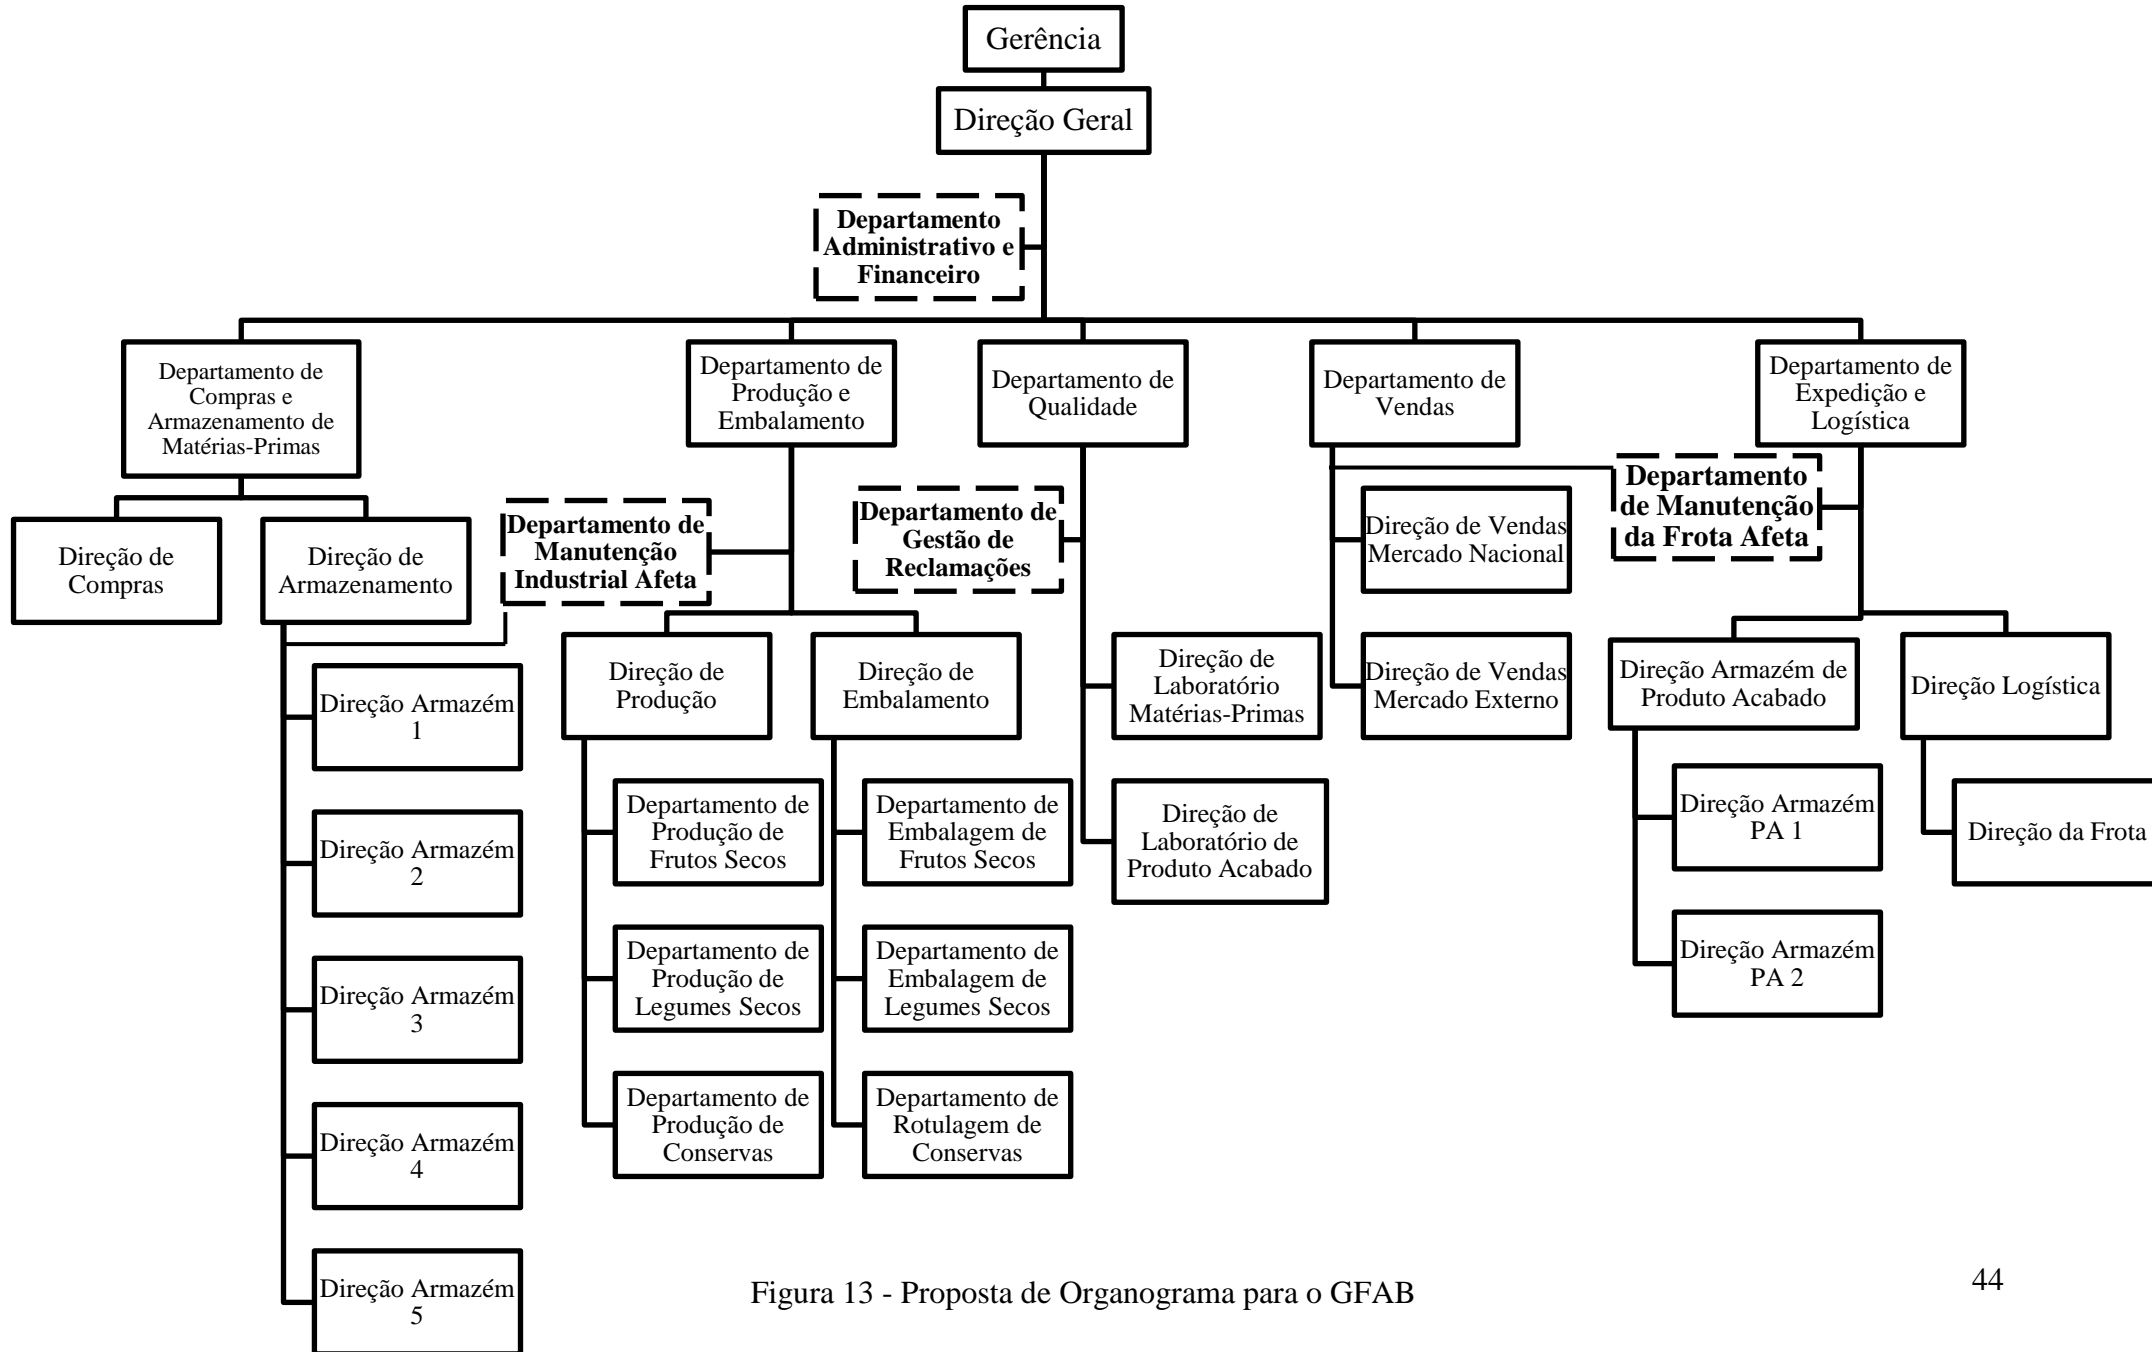 Gerência
Direção Geral
Departamento
Administrativo e
Financeiro
Departamento de
Compras e
Armazenamento de
Matérias-Primas
Departamento de
Produção e
Embalamento
Departamento de
Qualidade
Departamento de
Vendas
Departamento de
Expedição e
Logística
Direção de
Compras
Direção de
Armazenamento
Departamento de
Manutenção
Industrial Afeta
Departamento de
Gestão de
Reclamações
Direção de Vendas
Mercado Nacional
Departamento
de Manutenção
da Frota Afeta
Direção Armazém
1
Direção Armazém
2
Direção Armazém
3
Direção Armazém
4
Direção Armazém
5
Direção de
Produção
Departamento de
Produção de
Frutos Secos
Departamento de
Produção de
Legumes Secos
Departamento de
Produção de
Conservas
Direção de
Embalamento
Departamento de
Embalagem de
Frutos Secos
Departamento de
Embalagem de
Legumes Secos
Departamento de
Rotulagem de
Conservas
Direção de
Laboratório
Matérias-Primas
Direção de
Laboratório de
Produto Acabado
Direção de Vendas
Mercado Externo
Direção Armazém de
Produto Acabado
Direção Armazém
PA 1
Direção Armazém
PA 2
Direção Logística
Direção da Frota
Figura 13 - Proposta de Organograma para o GFAB
44